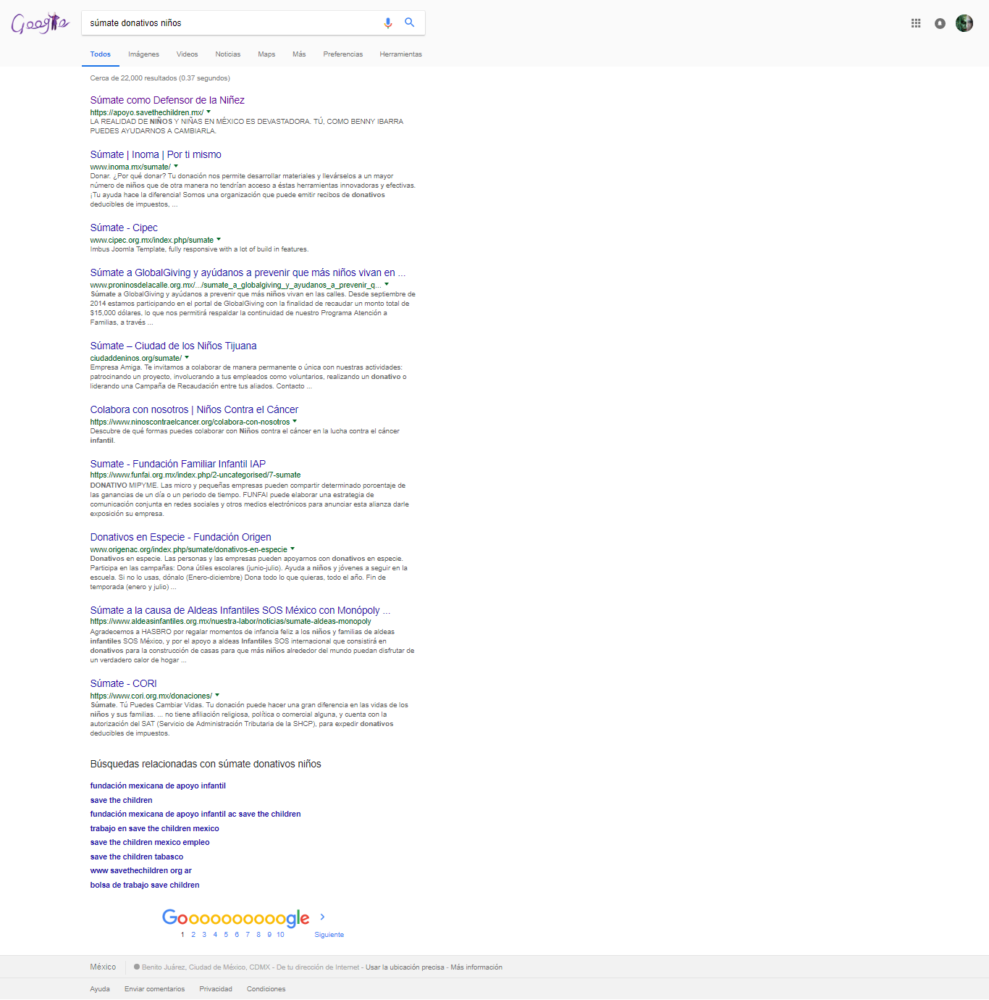 Google
súmate donativos niños
Todos Imágenes Videos Noticias Maps Más Preferencias Herramientas
Cerca de 22,000 resultados (0.37 segundos)
Súmate como Defensor de la Niñez
https://apoyo.savethechildren.mx/
LA REALIDAD DE NIÑOS Y NIÑAS EN MÉXICO ES DEVASTADORA. TÚ, COMO BENNY IBARRA
PUEDES AYUDARNOS A CAMBIARLA.
Súmate | Inoma | Por ti mismo
www.inoma.mx/sumate/
Donar. ¿Por qué donar? Tu donación nos permite desarrollar materiales y llevárselos a un mayor
número de niños que de otra manera no tendrían acceso a éstas herramientas innovadoras y efectivas.
¡Tu ayuda hace la diferencia! Somos una organización que puede emitir recibos de donativos
deducibles de impuestos, ...
Súmate - Cipec
www.cipec.org.mx/index.php/sumate
Imbus Joomla Template, fully responsive with a lot of build in features.
Súmate a GlobalGiving y ayúdanos a prevenir que más niños vivan en ...
www.proninosdelacalle.org.mx/.../sumate_a_globalgiving_y_ayudanos_a_prevenir_q...
Súmate a GlobalGiving y ayúdanos a prevenir que más niños vivan en las calles. Desde septiembre de
2014 estamos participando en el portal de GlobalGiving con la finalidad de recaudar un monto total de
$15,000 dólares, lo que nos permitirá respaldar la continuidad de nuestro Programa Atención a
Familias, a través ...
Súmate – Ciudad de los Niños Tijuana
ciudaddeninos.org/sumate/
Empresa Amiga. Te invitamos a colaborar de manera permanente o única con nuestras actividades:
patrocinando un proyecto, involucrando a tus empleados como voluntarios, realizando un donativo o
liderando una Campaña de Recaudación entre tus aliados. Contacto ...
Colabora con nosotros | Niños Contra el Cáncer
https://www.ninoscontraelcancer.org/colabora-con-nosotros
Descubre de qué formas puedes colaborar con Niños contra el cáncer en la lucha contra el cáncer
infantil.
Sumate - Fundación Familiar Infantil IAP
https://www.funfai.org.mx/index.php/2-uncategorised/7-sumate
DONATIVO MIPYME. Las micro y pequeñas empresas pueden compartir determinado porcentaje de
las ganancias de un día o un periodo de tiempo. FUNFAI puede elaborar una estrategia de
comunicación conjunta en redes sociales y otros medios electrónicos para anunciar esta alianza darle
exposición su empresa.
Donativos en Especie - Fundación Origen
www.origenac.org/index.php/sumate/donativos-en-especie
Donativos en especie. Las personas y las empresas pueden apoyarnos con donativos en especie.
Participa en las campañas: Dona útiles escolares (junio-julio). Ayuda a niños y jóvenes a seguir en la
escuela. Si no lo usas, dónalo (Enero-diciembre) Dona todo lo que quieras, todo el año. Fin de
temporada (enero y julio) ...
Súmate a la causa de Aldeas Infantiles SOS México con Monópoly ...
https://www.aldeasinfantiles.org.mx/nuestra-labor/noticias/sumate-aldeas-monopoly
Agradecemos a HASBRO por regalar momentos de infancia feliz a los niños y familias de aldeas
infantiles SOS México, y por el apoyo a aldeas Infantiles SOS internacional que consistirá en
donativos para la construcción de casas para que más niños alrededor del mundo puedan disfrutar de
un verdadero calor de hogar ...
Súmate - CORI
https://www.cori.org.mx/donaciones/
Súmate. Tú Puedes Cambiar Vidas. Tu donación puede hacer una gran diferencia en las vidas de los
niños y sus familias. ... no tiene afiliación religiosa, política o comercial alguna, y cuenta con la
autorización del SAT (Servicio de Administración Tributaria de la SHCP), para expedir donativos
deducibles de impuestos.
Búsquedas relacionadas con súmate donativos niños
fundación mexicana de apoyo infantil
save the children
fundación mexicana de apoyo infantil ac save the children
trabajo en save the children mexico
save the children mexico empleo
save the children tabasco
www savethechildren org ar
bolsa de trabajo save children
Goooooooooogle
1 2 3 4 5 6 7 8 9 10 Siguiente
México Benito Juárez, Ciudad de México, CDMX - De tu dirección de Internet - Usar la ubicación precisa - Más información
Ayuda Enviar comentarios Privacidad Condiciones